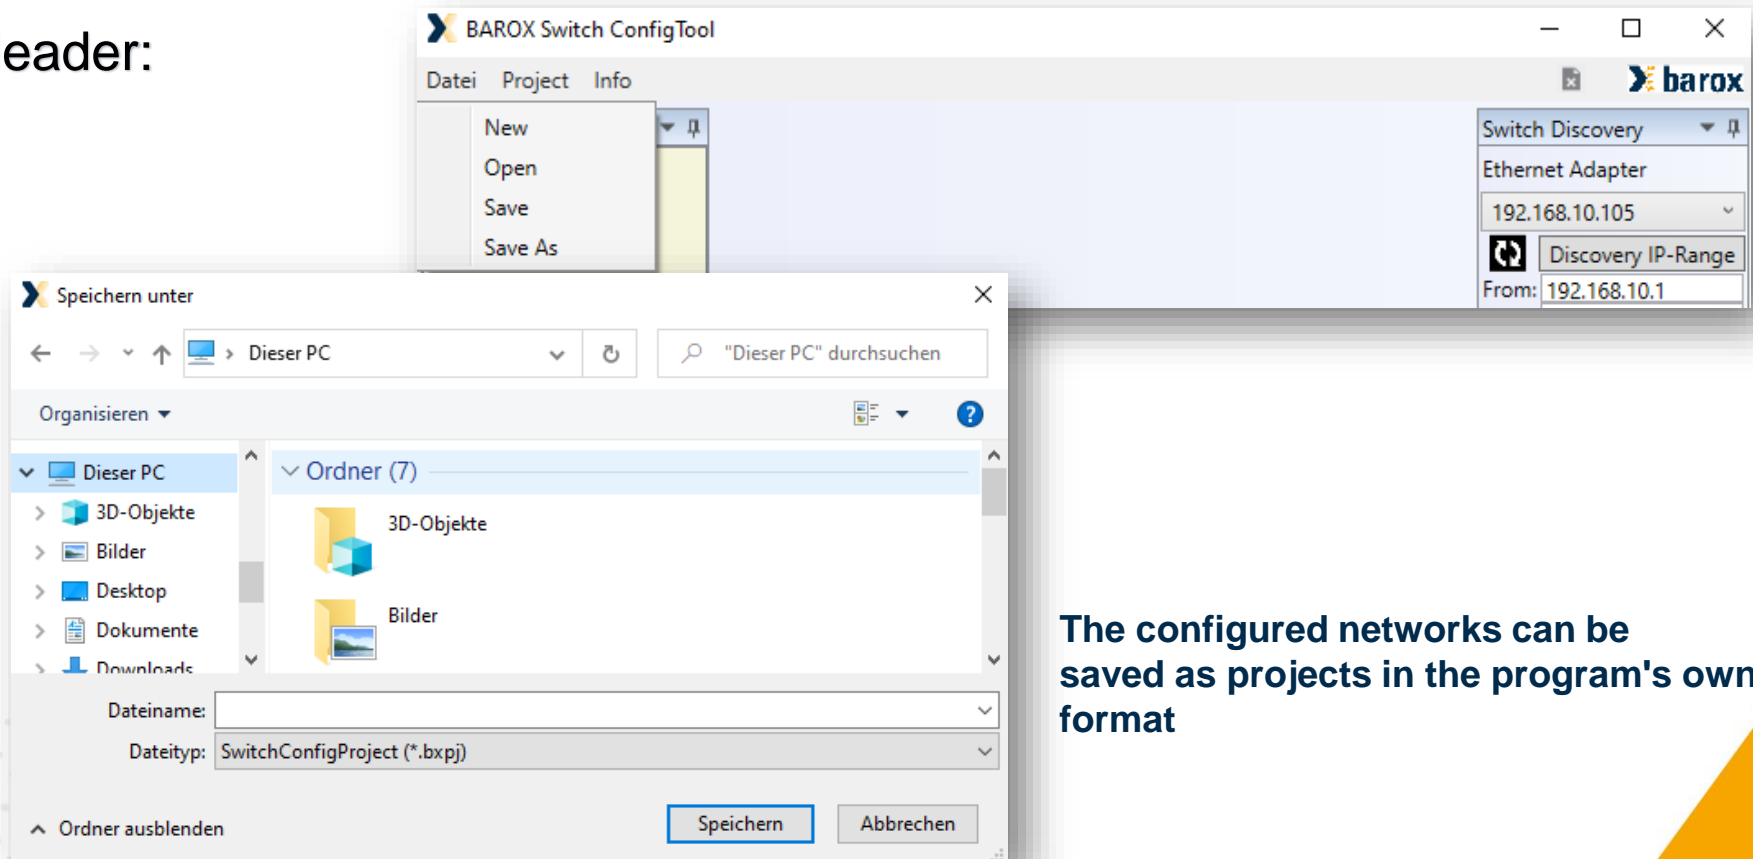 eader:
BAROX Switch ConfigTool
Datei Project Info
barox
New
Open
Save
Save As
Switch Discovery
Ethernet Adapter
192.168.10.105
Discovery IP-Range
From: 192.168.10.1
Speichern unter
Dieser PC
"Dieser PC" durchsuchen
Organisieren
Dieser PC
3D-Objekte
Bilder
Desktop
Dokumente
Downloads
Ordner (7)
3D-Objekte
Bilder
Dateiname:
Dateityp: SwitchConfigProject (*.bxpj)
Ordner ausblenden
Speichern
Abbrechen
The configured networks can be
saved as projects in the program's own
format